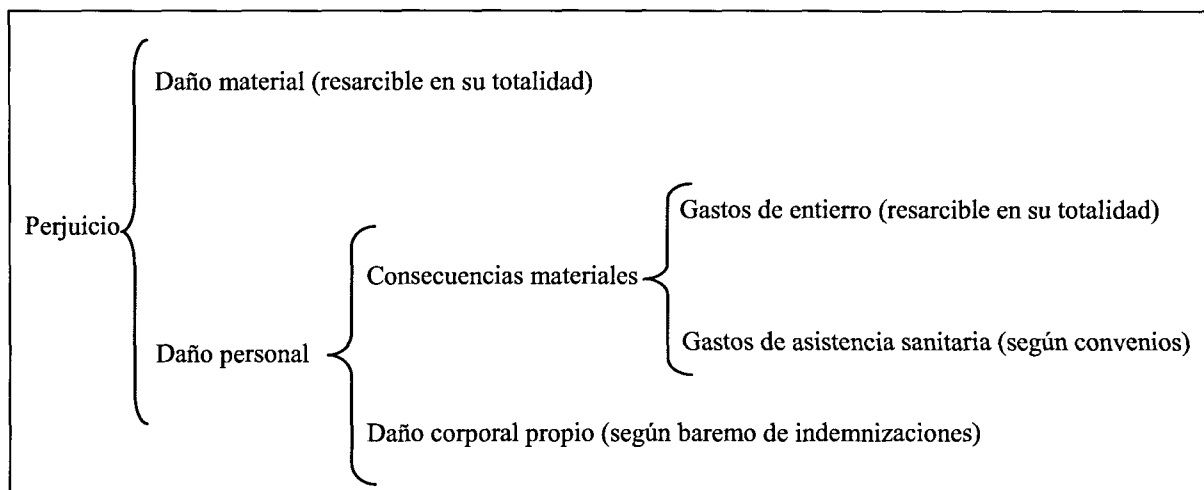 Daño material (resarcible en su totalidad)
Gastos de entierro (resarcible en su totalidad)
Perjuicio
Consecuencias materiales
Gastos de asistencia sanitaria (según convenios)
Daño personal
Daño corporal propio (según baremo de indemnizaciones)